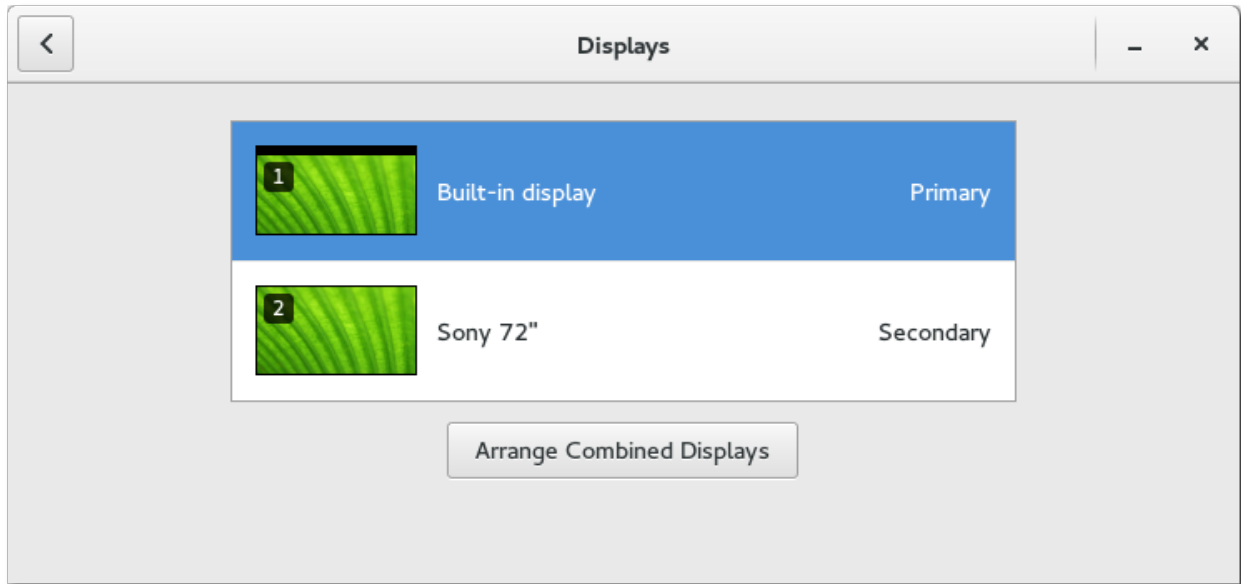 Displays
1
Built-in display Primary
2
Sony 72"
Secondary
Arrange Combined Displays